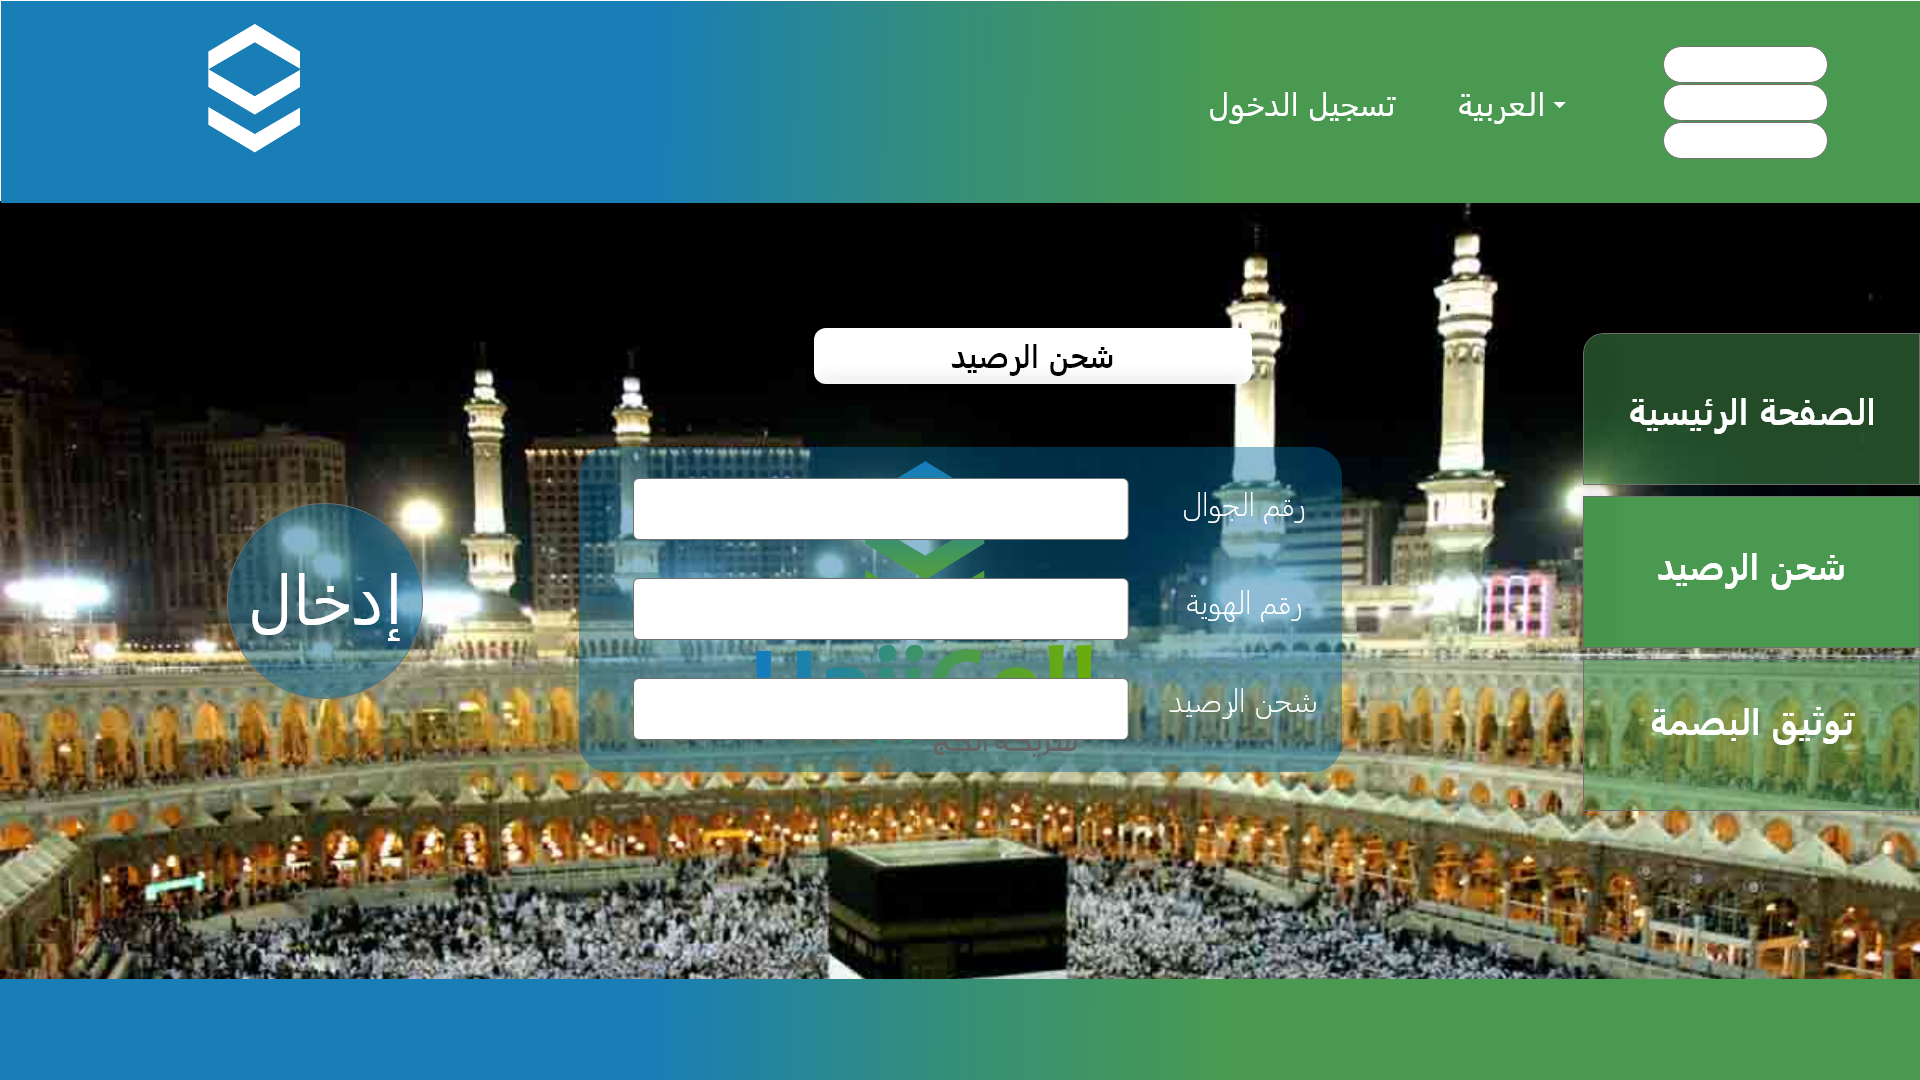 العربية
تسجيل الدخول
شحن الرصيد
رقم الجوال
رقم الهوية
شحن الرصيد
إدخال
الصفحة الرئيسية
شحن الرصيد
توثيق البصمة